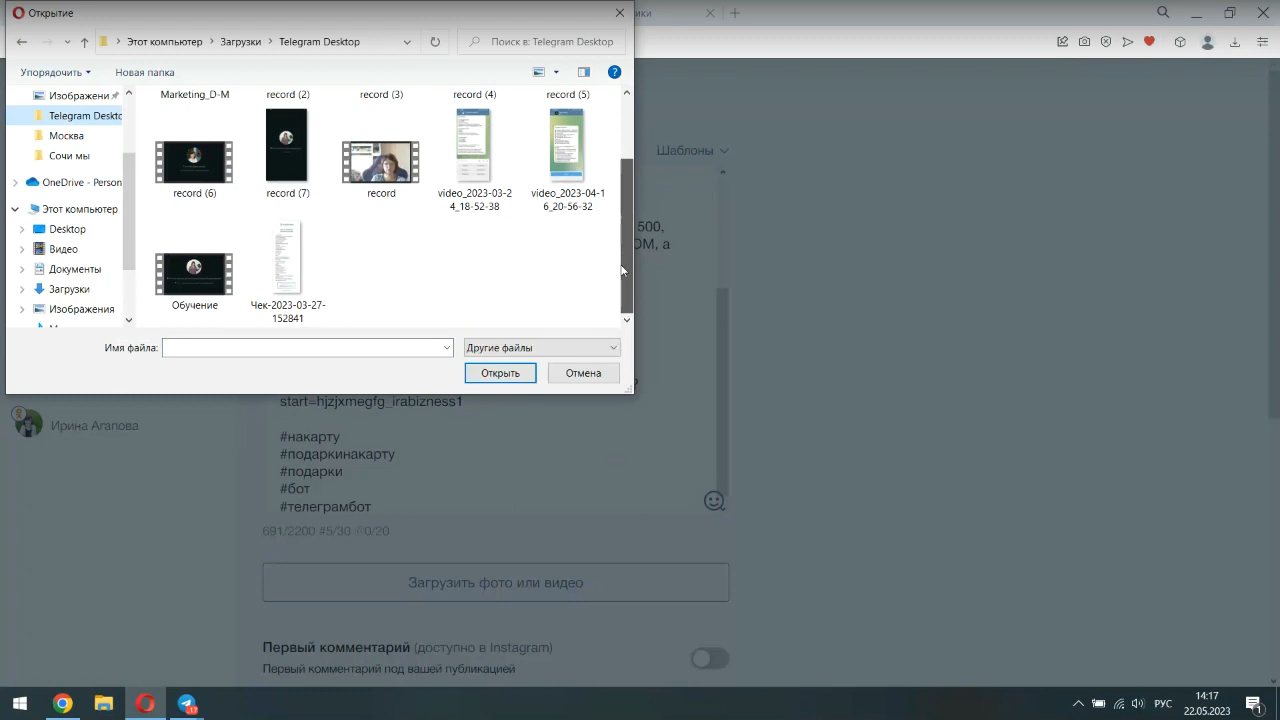 Открытие
ики
Этот компьютер
Загрузки
Telegram Desktop
Поиск в: Telegram Desktop
Упорядочить
Новая папка
Изображени
Telegram Deskto
Москва
Сочи мы
OneDrive - Person
Этот компьютер
Desktop
Видео
Документы
Загрузки
Изображения
Marketing_D-M
record (2)
record (3)
record (4)
record (5)
record (6)
record (7)
record
video_2023-03-2
4_18-52-38
video_2023-04-1
6_20-56-32
Обучение
Чек-2023-03-27-
152841
Имя файла:
Другие файлы
Открыть
Отмена
Шаблоны
1500,
ОМ, а
Ирина Агапова
start=hjzjxmegfg_irabizness1
#накарту
#подаркинакарту
#подарки
#бот
#телеграмбот
691/2200 #5/30 @0/20
Загрузить фото или видео
Первый комментарий (доступно в Instagram)
Первый комментарий под вашей публикацией
РУС
14:17
22.05.2023